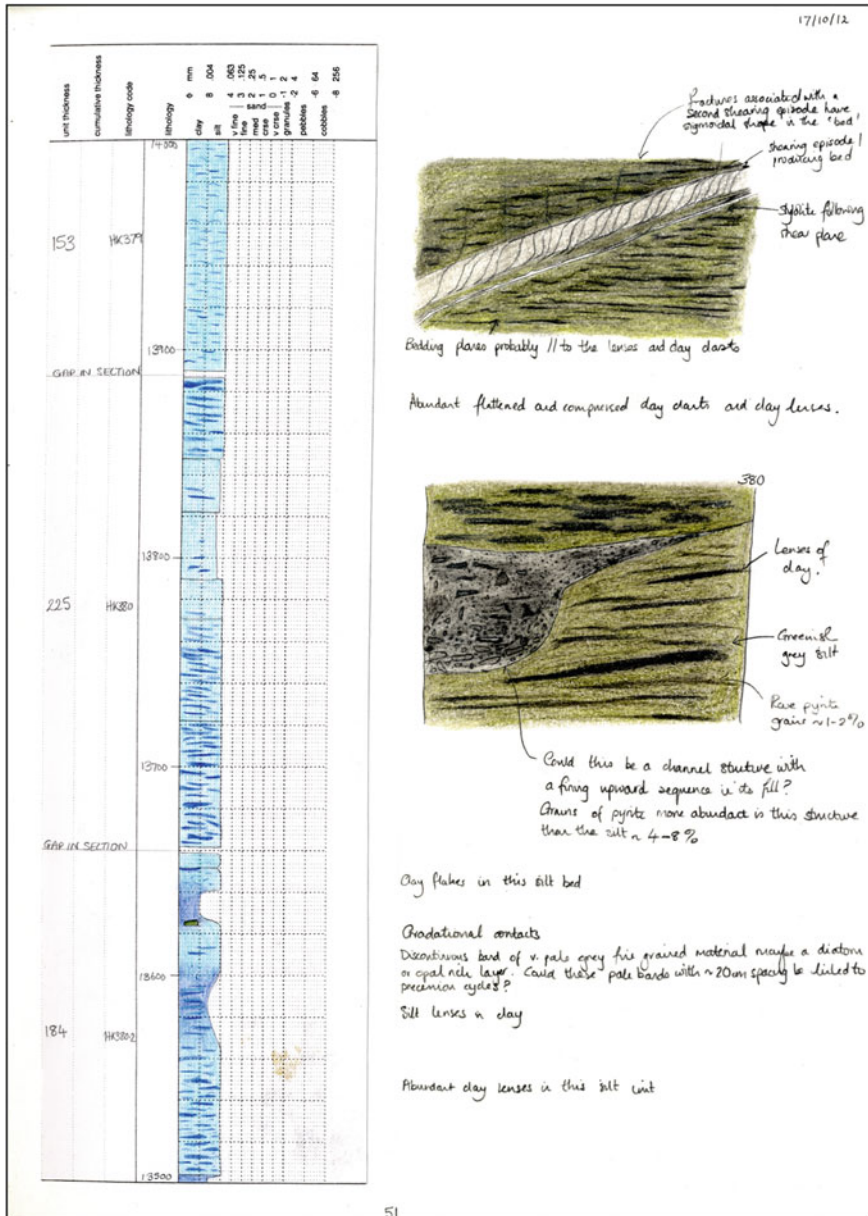 17/10/12
unit thickness
cumulative thickness
lithology code
lithology
ϕ mm
clay 8 .004
silt
4 .063
v fine 3 .125
fine 2 .25
sand
med 1 .5
crse 0 1
v crse -1 2
granules -2 4
pebbles
-6 64
cobbles
-8 256
153
HK379
13900
GAP IN SECTION
13800
225
HK380
13700
GAP IN SECTION
13600
184
HK380.2
13500
Fractures associated with a
second shearing episode have
sigmoidal shape in the 'bed'
shearing episode 1
producing bed
Stylolite following
shear plane
Bedding planes probably // to the lenses and clay clasts
Abundant flattened and compressed clay clasts and clay lenses.
380
Lenses of
clay.
Greenish
grey silt
Rare pyrite
grains ~1-2%
Could this be a channel structure with
a fining upward sequence in its fill?
Grains of pyrite more abundant in this structure
than the silt ~ 4-8%
Clay flakes in this silt bed
Gradational contacts
Discontinuous band of v. pale grey fine grained material maybe a diatom
or opal rich layer. Could these pale bands with ~20cm spacing be linked to
precession cycles?
Silt lenses in clay
Abundant clay lenses in this silt unit
51